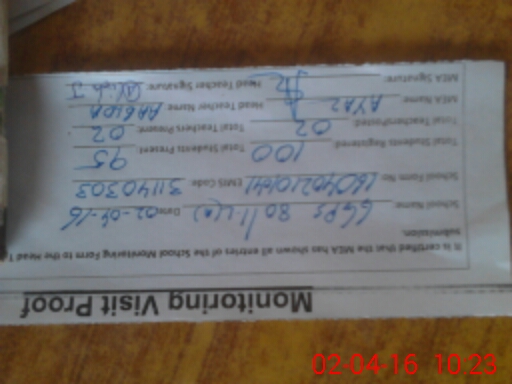 Monitoring Visit Proof
It is certified that the MEA has shown all entries of the School Monitoring Form to the Head T
submission.
School Name: GGPS 80/1-L(A) Date: 02-04-16
School Form No: EMIS Code: 31140303
Total Students Registered: 100 Total Students Present: 95
Total Teachers Posted: 02 Total Teachers Present: 02
MEA Name: AYAZ Head Teacher Name:
MEA Signature: Head Teacher Signature:
02-04-16 10:23